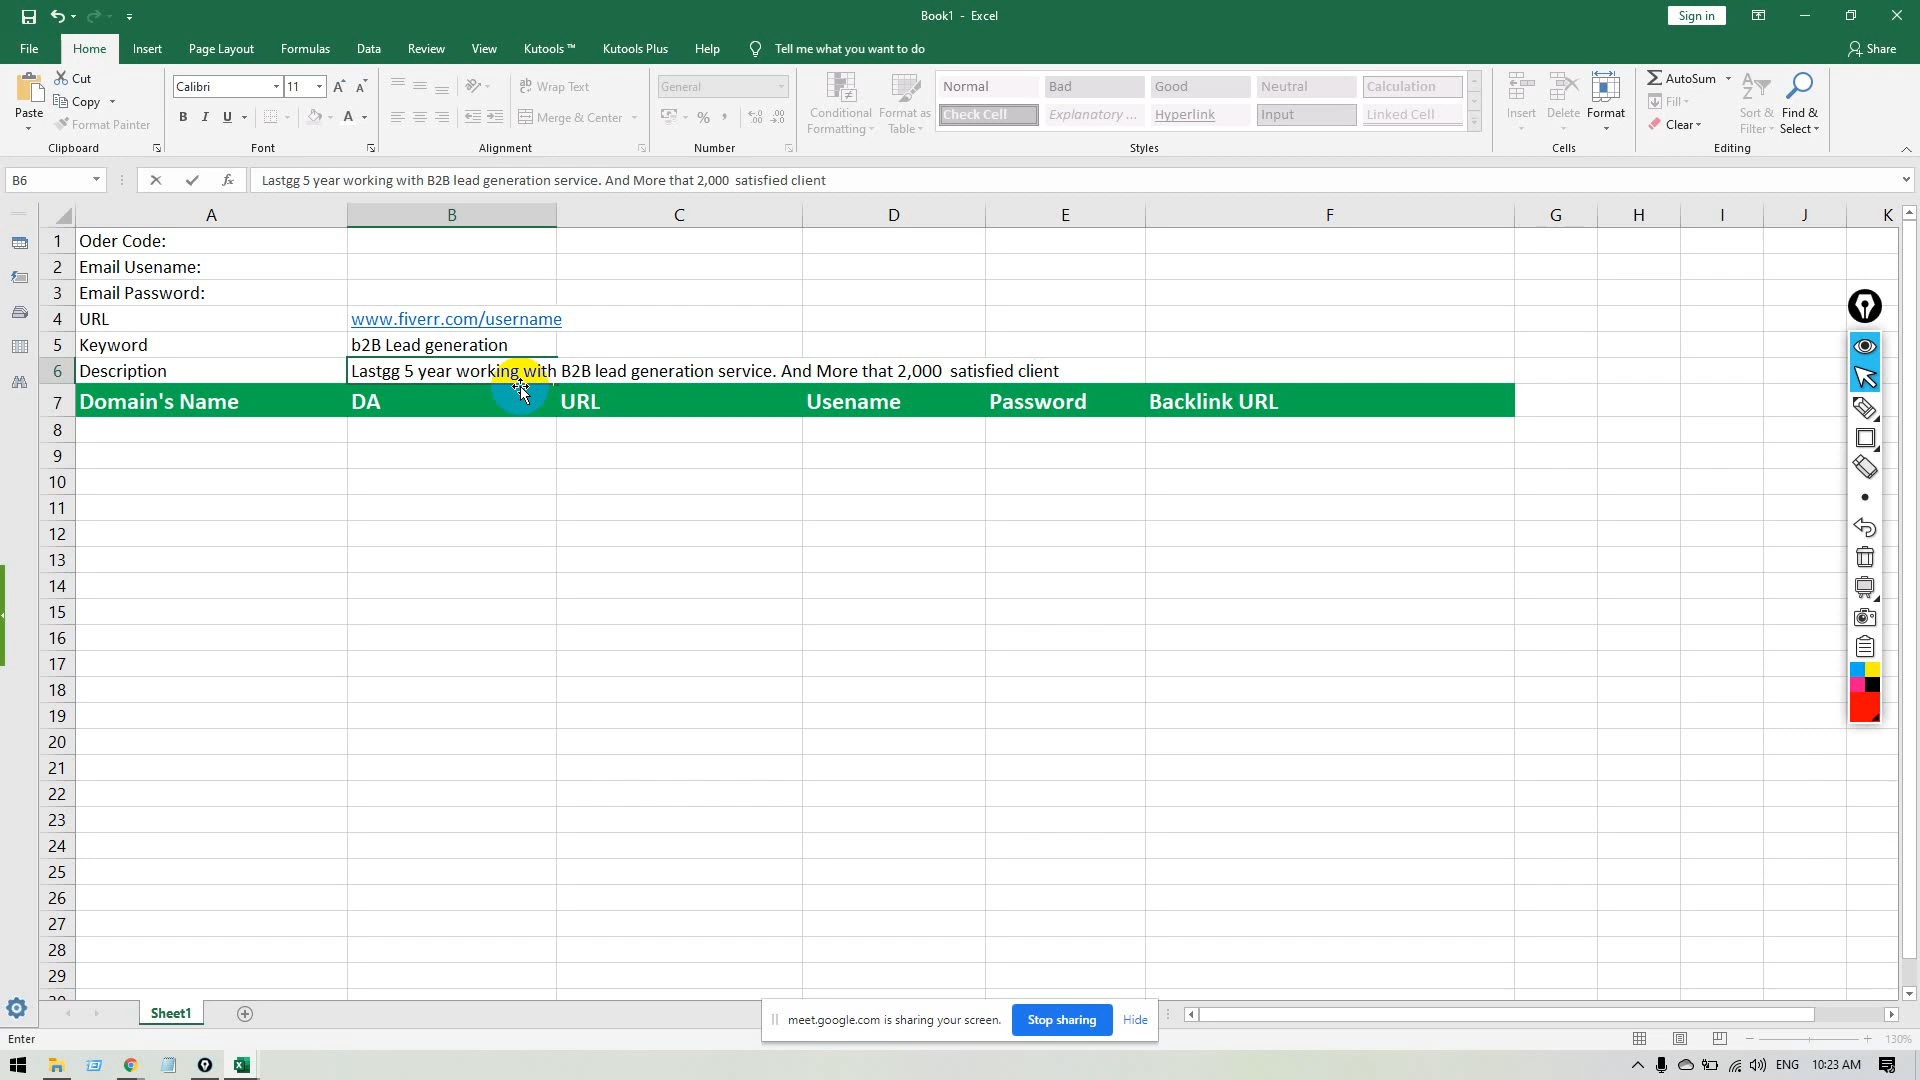 Book1 - Excel
Sign in
File Home Insert Page Layout Formulas Data Review View Kutools™ Kutools Plus Help Tell me what you want to do
Share
Paste
Cut
Copy
Format Painter
Clipboard
Calibri 11 A A
B I U A
Font
Wrap Text
Merge & Center
Alignment
General
%
Number
Conditional Formatting
Format as Table
Normal Bad Good Neutral Calculation
Check Cell Explanatory ... Hyperlink Input Linked Cell
Styles
Insert Delete Format
Cells
AutoSum
Fill
Clear
Sort & Filter
Find & Select
Editing
B6
fx
Lastgg 5 year working with B2B lead generation service. And More that 2,000  satisfied client
A B C D E F G H I J K
1 Oder Code:
2 Email Usename:
3 Email Password:
4 URL www.fiverr.com/username
5 Keyword b2B Lead generation
6 Description Lastgg 5 year working with B2B lead generation service. And More that 2,000  satisfied client
7 Domain's Name DA URL Usename Password Backlink URL
8
9
10
11
12
13
14
15
16
17
18
19
20
21
22
23
24
25
26
27
28
29
30
Sheet1
meet.google.com is sharing your screen. Stop sharing Hide
Enter
130%
ENG 10:23 AM